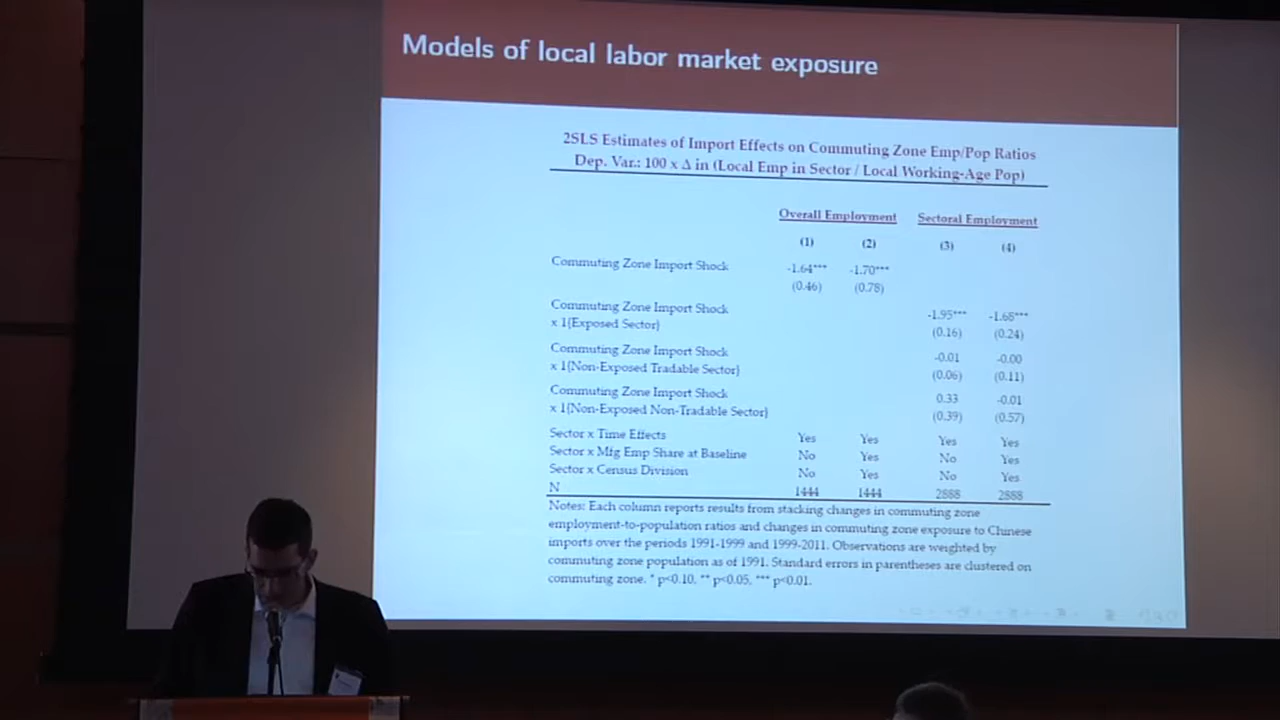 Models of local labor market exposure
2SLS Estimates of Import Effects on Commuting Zone Emp/Pop Ratios
Dep. Var.: 100 x Δ in (Local Emp in Sector / Local Working-Age Pop)
Overall Employment Sectoral Employment
(1) (2) (3) (4)
Commuting Zone Import Shock -1.64*** -1.70***
(0.46) (0.78)
Commuting Zone Import Shock
x 1{Exposed Sector} -1.95*** -1.68***
(0.16) (0.24)
Commuting Zone Import Shock -0.01 -0.00
x 1{Non-Exposed Tradable Sector} (0.06) (0.11)
Commuting Zone Import Shock 0.33 -0.01
x 1{Non-Exposed Non-Tradable Sector} (0.39) (0.57)
Sector x Time Effects Yes Yes Yes Yes
Sector x Mfg Emp Share at Baseline No Yes No Yes
Sector x Census Division No Yes No Yes
N 1444 1444 2888 2888
Notes: Each column reports results from stacking changes in commuting zone
employment-to-population ratios and changes in commuting zone exposure to Chinese
imports over the periods 1991-1999 and 1999-2011. Observations are weighted by
commuting zone population as of 1991. Standard errors in parentheses are clustered on
commuting zone. * p<0.10, ** p<0.05, *** p<0.01.